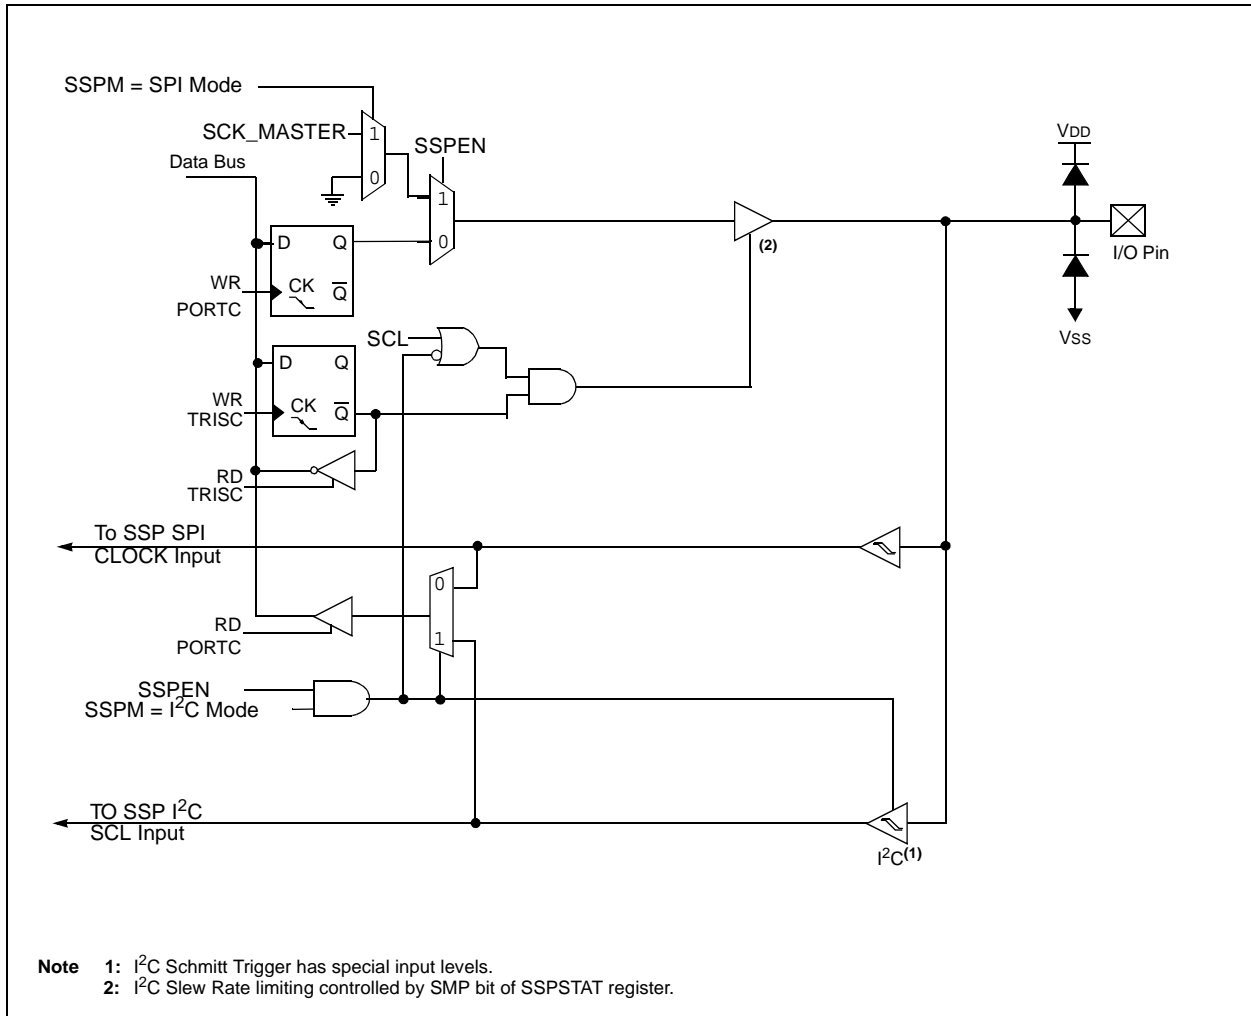 SSPM = SPI Mode
SCK_MASTER
1
VDD
SSPEN
Data Bus
0
1
D
Q
0
(2)
I/O Pin
WR
PORTC
CK
Q̅
SCL
VSS
D
Q
WR
TRISC
CK
Q̅
RD
TRISC
To SSP SPI
CLOCK Input
0
RD
PORTC
1
SSPEN
SSPM = I²C Mode
TO SSP I²C
SCL Input
I²C(1)
Note 1: I²C Schmitt Trigger has special input levels.
2: I²C Slew Rate limiting controlled by SMP bit of SSPSTAT register.